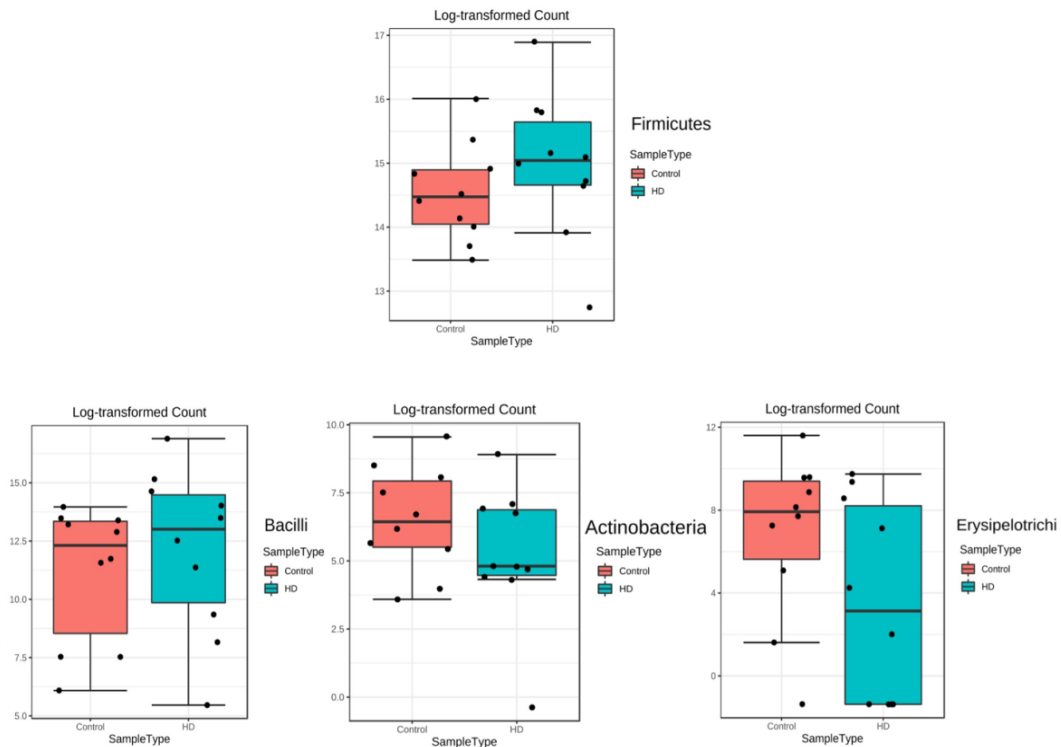 Log-transformed Count
17
16
15
14
13
Control
HD
SampleType
Firmicutes
SampleType
Control
HD
Log-transformed Count
15.0
12.5
10.0
7.5
5.0
Control
HD
SampleType
Bacilli
SampleType
Control
HD
Log-transformed Count
10.0
7.5
5.0
2.5
0.0
Control
HD
SampleType
Actinobacteria
SampleType
Control
HD
Log-transformed Count
12
8
4
0
Control
HD
SampleType
Erysipelotrichi
SampleType
Control
HD